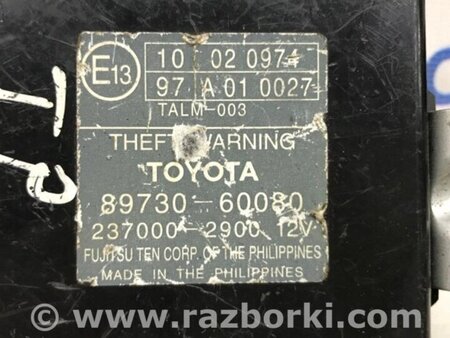 E13
10 02 0974
97 A 01 0027
TALM-003
THEFT WARNING
TOYOTA
89730-60080
237000-2900 12V
FUJITSU TEN CORP. OF THE PHILIPPINES
MADE IN THE PHILIPPINES
© www.razborki.com